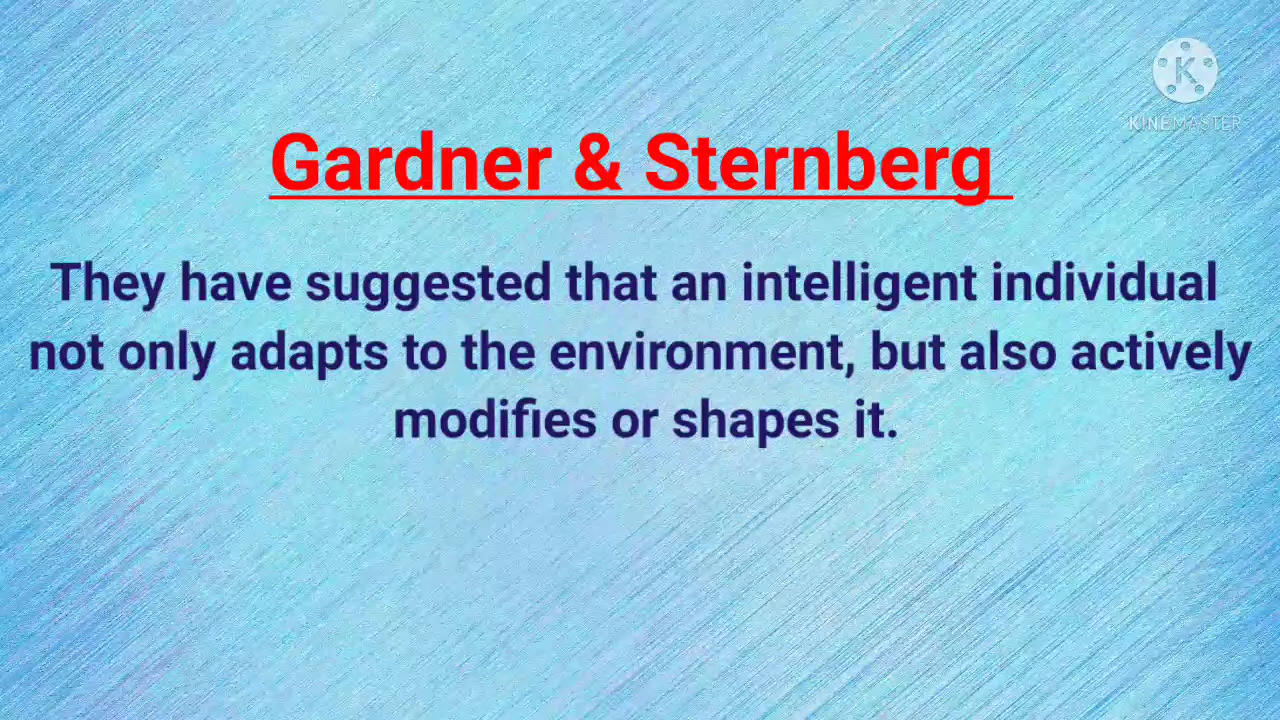 K
KINEMASTER
Gardner & Sternberg
They have suggested that an intelligent individual
not only adapts to the environment, but also actively
modifies or shapes it.